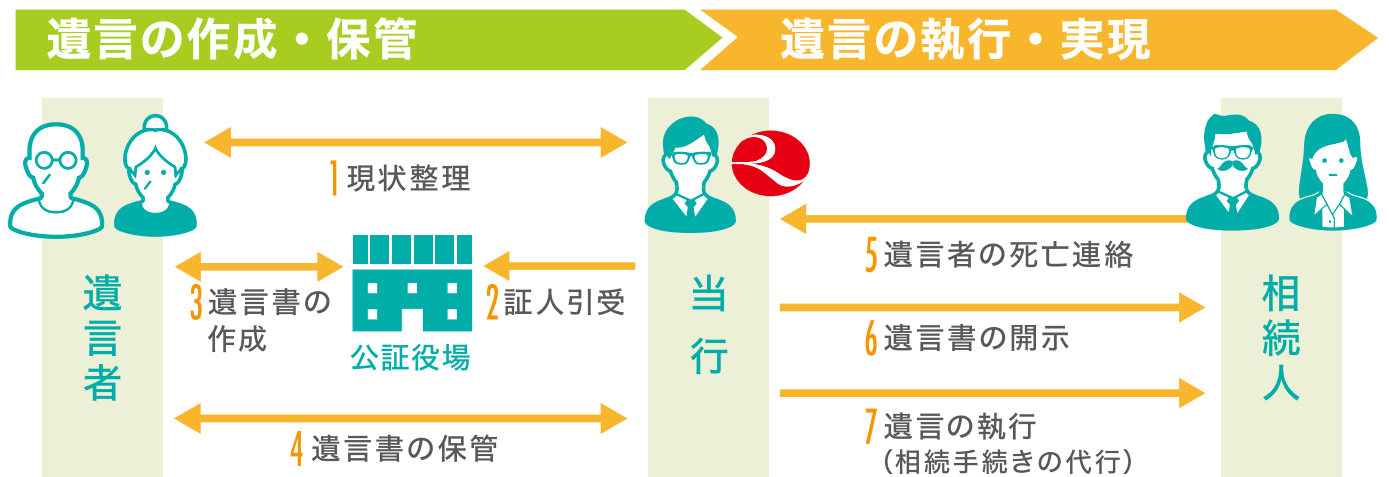 遺言の作成・保管
遺言の執行・実現
1 現状整理
2 証人引受
3 遺言書の
作成
公証役場
4 遺言書の保管
5 遺言者の死亡連絡
6 遺言書の開示
7 遺言の執行
(相続手続きの代行)
遺言者
当行
相続人